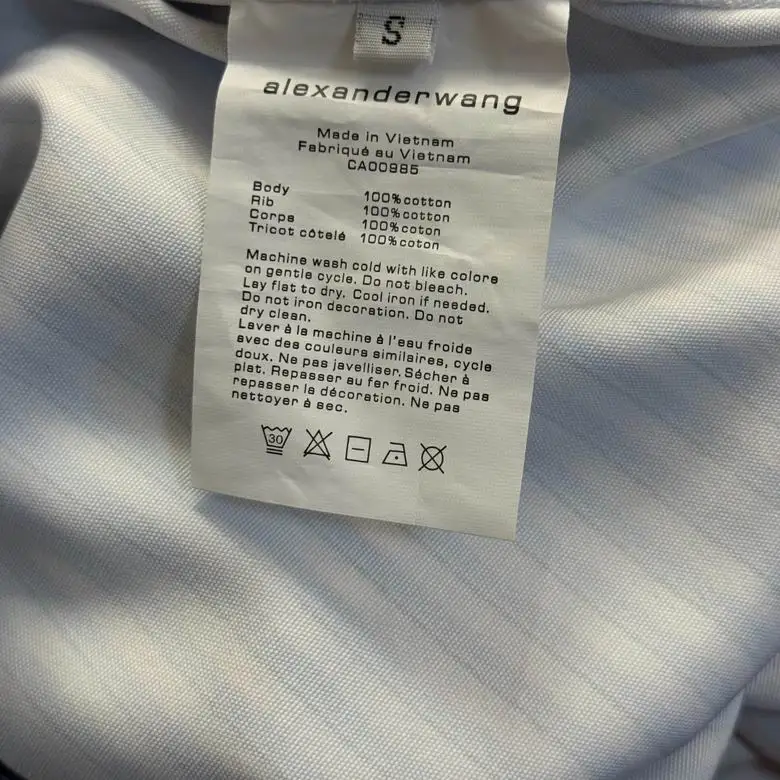 S
alexanderwang
Made in Vietnam
Fabriqué au Vietnam
CA00985
Body 100%cotton
Rib 100%cotton
Corps 100%coton
Tricot côtelé 100%coton
Machine wash cold with like colors
on gentle cycle. Do not bleach.
Lay flat to dry. Cool iron if needed.
Do not iron decoration. Do not
dry clean.
Laver à la machine à l'eau froide
avec des couleurs similaires, cycle
doux. Ne pas javelliser. Sécher à
plat. Repasser au fer froid. Ne pas
repasser la décoration. Ne pas
nettoyer à sec.
30